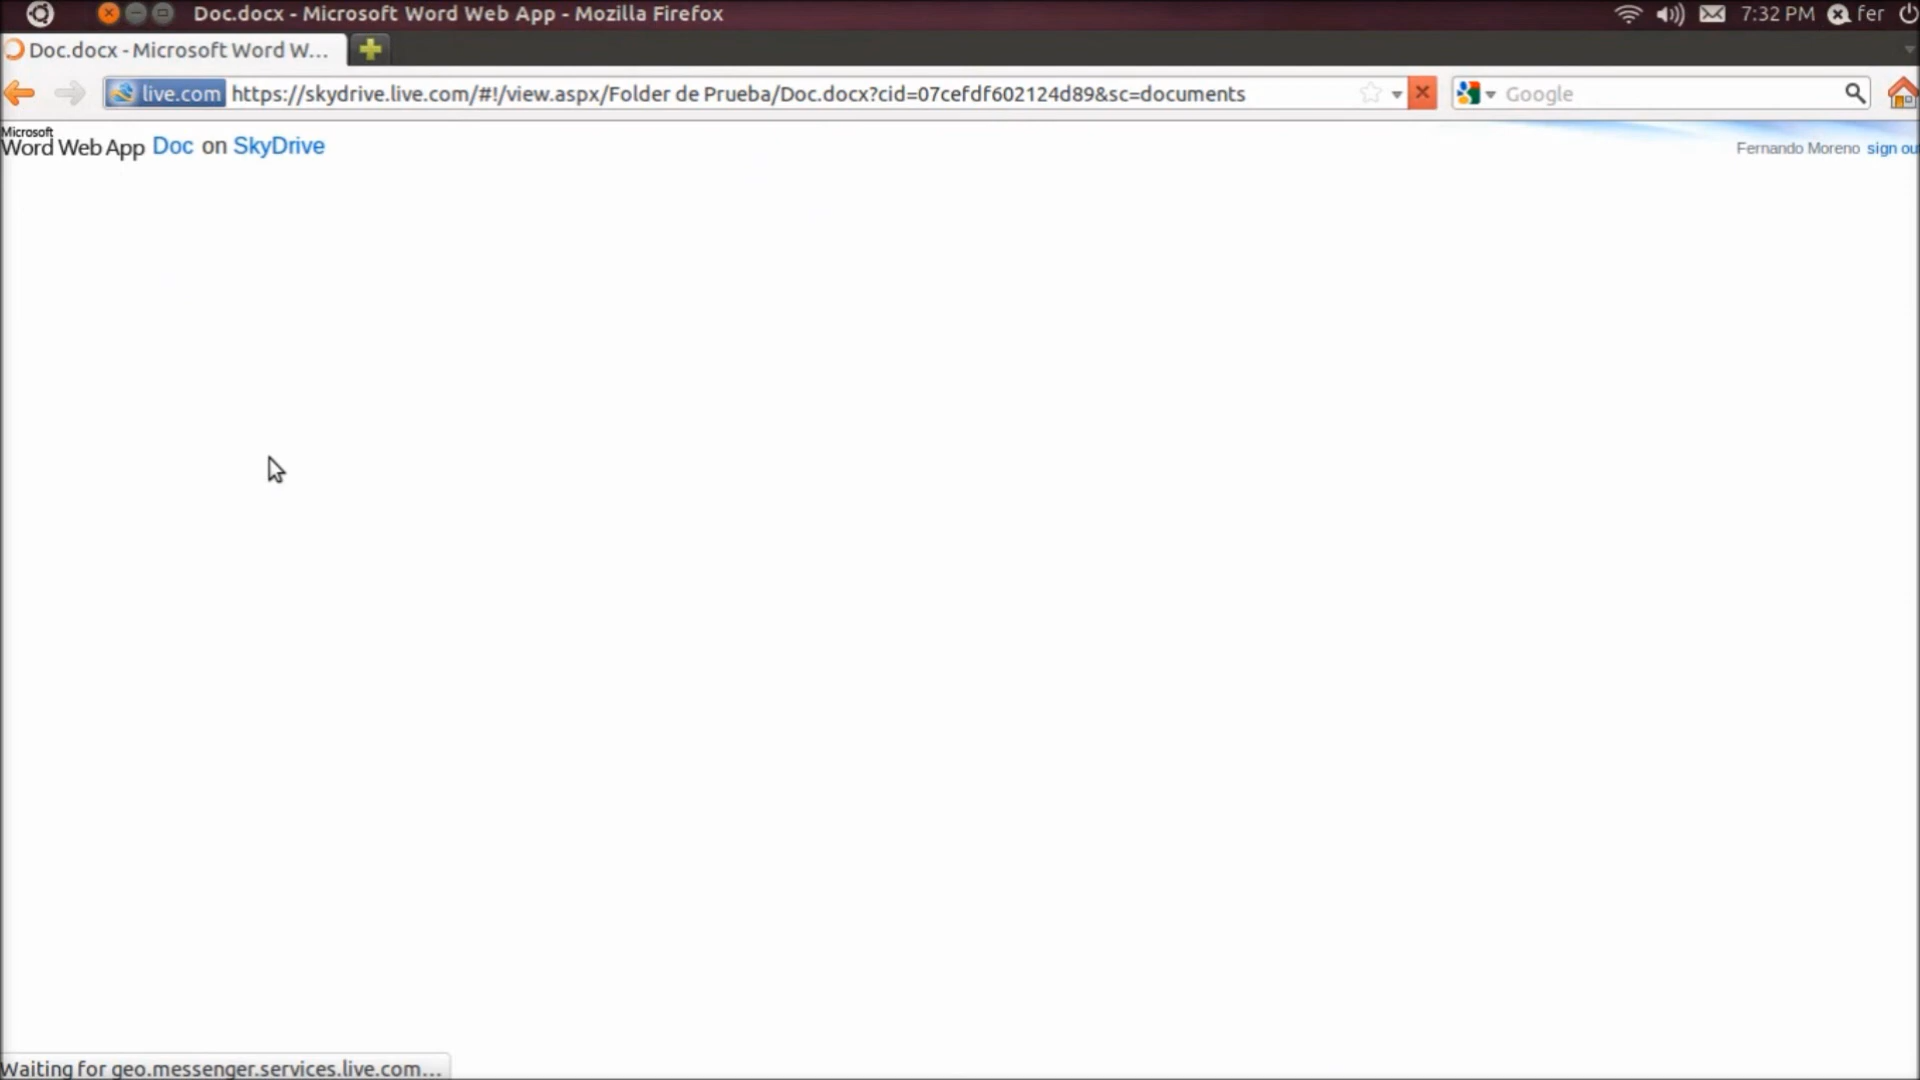 Doc.docx - Microsoft Word Web App - Mozilla Firefox
7:32 PM
fer
Doc.docx - Microsoft Word W...
live.com
https://skydrive.live.com/#!/view.aspx/Folder de Prueba/Doc.docx?cid=07cefdf602124d89&sc=documents
Google
Microsoft
Word Web App
Doc on SkyDrive
Fernando Moreno sign ou
Waiting for geo.messenger.services.live.com...